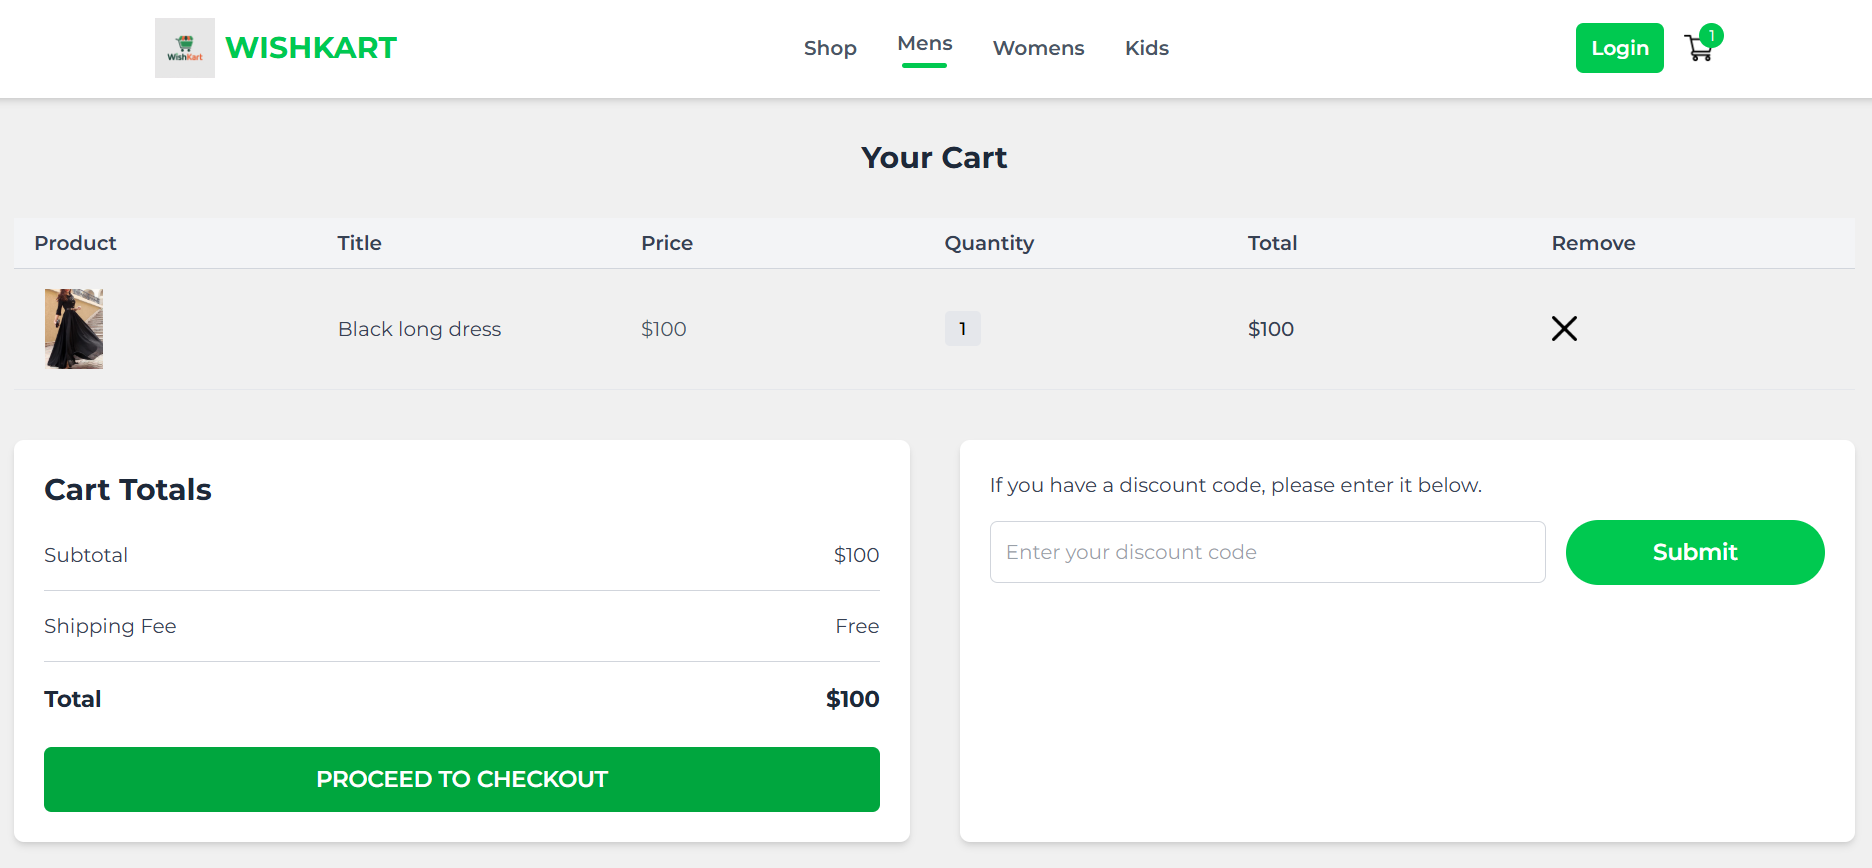 WishKart
WISHKART
Shop Mens Womens Kids
Login
1
Your Cart
Product Title Price Quantity Total Remove
Black long dress $100 1 $100
Cart Totals
Subtotal $100
Shipping Fee Free
Total $100
PROCEED TO CHECKOUT
If you have a discount code, please enter it below.
Enter your discount code
Submit